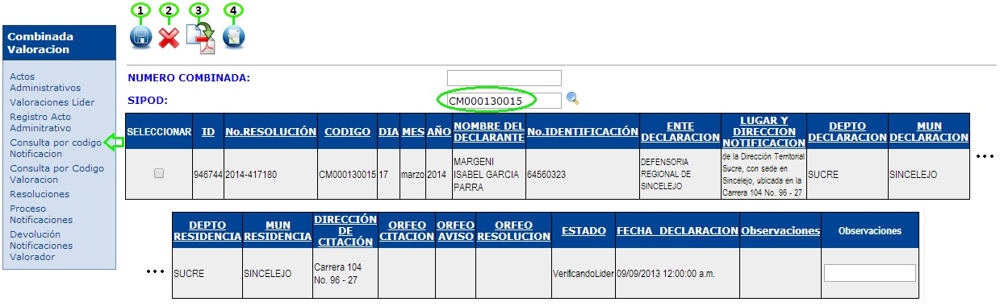 1 2 3 4
Combinada
Valoracion
Actos
Administrativos
Valoraciones Lider
Registro Acto
Adminitrativo
Consulta por codigo
Notificacion
Consulta por Codigo
Valoracion
Resoluciones
Proceso
Notificaciones
Devolución
Notificaciones
Valorador
NUMERO COMBINADA:
SIPOD: CM000130015
SELECCIONAR ID No.RESOLUCIÓN CODIGO DIA MES AÑO NOMBRE DEL DECLARANTE No.IDENTIFICACIÓN ENTE DECLARACION LUGAR Y DIRECCION NOTIFICACION DEPTO DECLARACION MUN DECLARACION
946744 2014-417180 CM000130015 17 marzo 2014 MARGENI ISABEL GARCIA PARRA 64560323 DEFENSORIA REGIONAL DE SINCELEJO de la Dirección Territorial Sucre, con sede en Sincelejo, ubicada en la Carrera 104 No. 96 - 27 SUCRE SINCELEJO ...
DEPTO RESIDENCIA MUN RESIDENCIA DIRECCIÓN DE CITACIÓN ORFEO CITACION ORFEO AVISO ORFEO RESOLUCION ESTADO FECHA_DECLARACION Observaciones Observaciones
... SUCRE SINCELEJO Carrera 104 No. 96 - 27 VerificandoLider 09/09/2013 12:00:00 a.m.